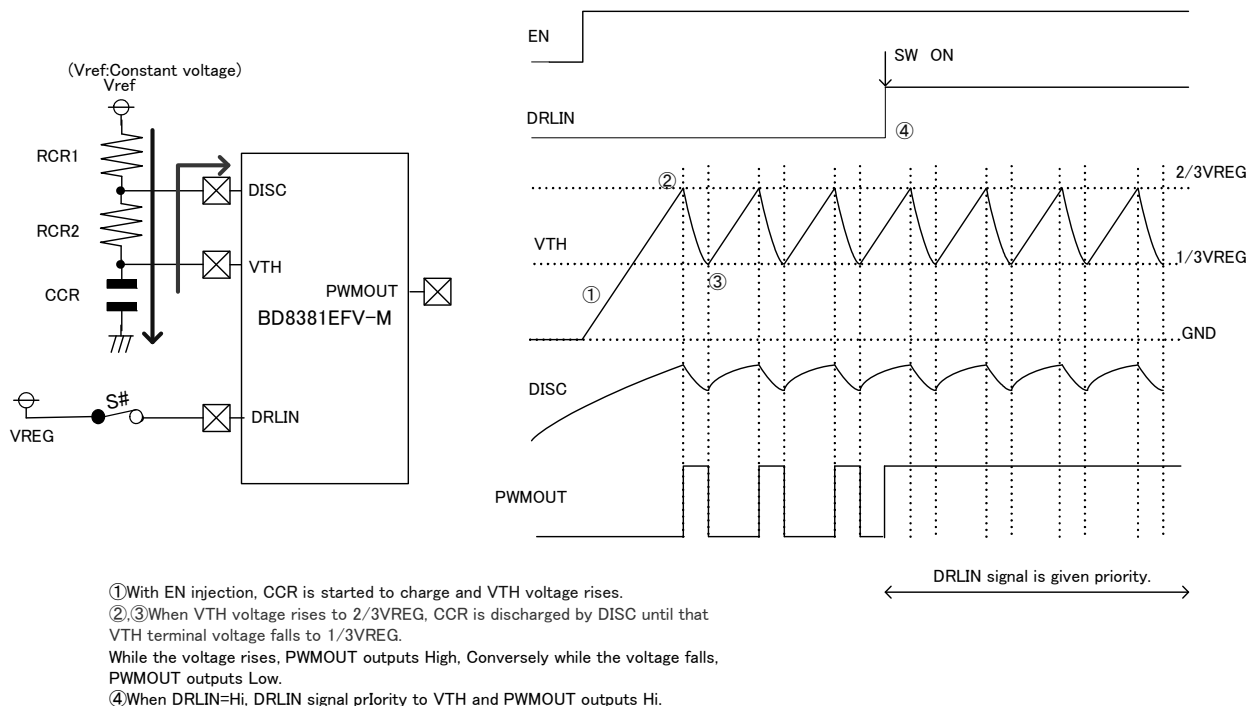 (Vref:Constant voltage)
Vref
RCR1
RCR2
CCR
DISC
VTH
PWMOUT
BD8381EFV-M
DRLIN
S#
VREG
EN
SW ON
DRLIN
④
②
2/3VREG
VTH
1/3VREG
③
①
GND
DISC
PWMOUT
DRLIN signal is given priority.
①With EN injection, CCR is started to charge and VTH voltage rises.
②,③When VTH voltage rises to 2/3VREG, CCR is discharged by DISC until that
VTH terminal voltage falls to 1/3VREG.
While the voltage rises, PWMOUT outputs High, Conversely while the voltage falls,
PWMOUT outputs Low.
④When DRLIN=Hi, DRLIN signal prIority to VTH and PWMOUT outputs Hi.